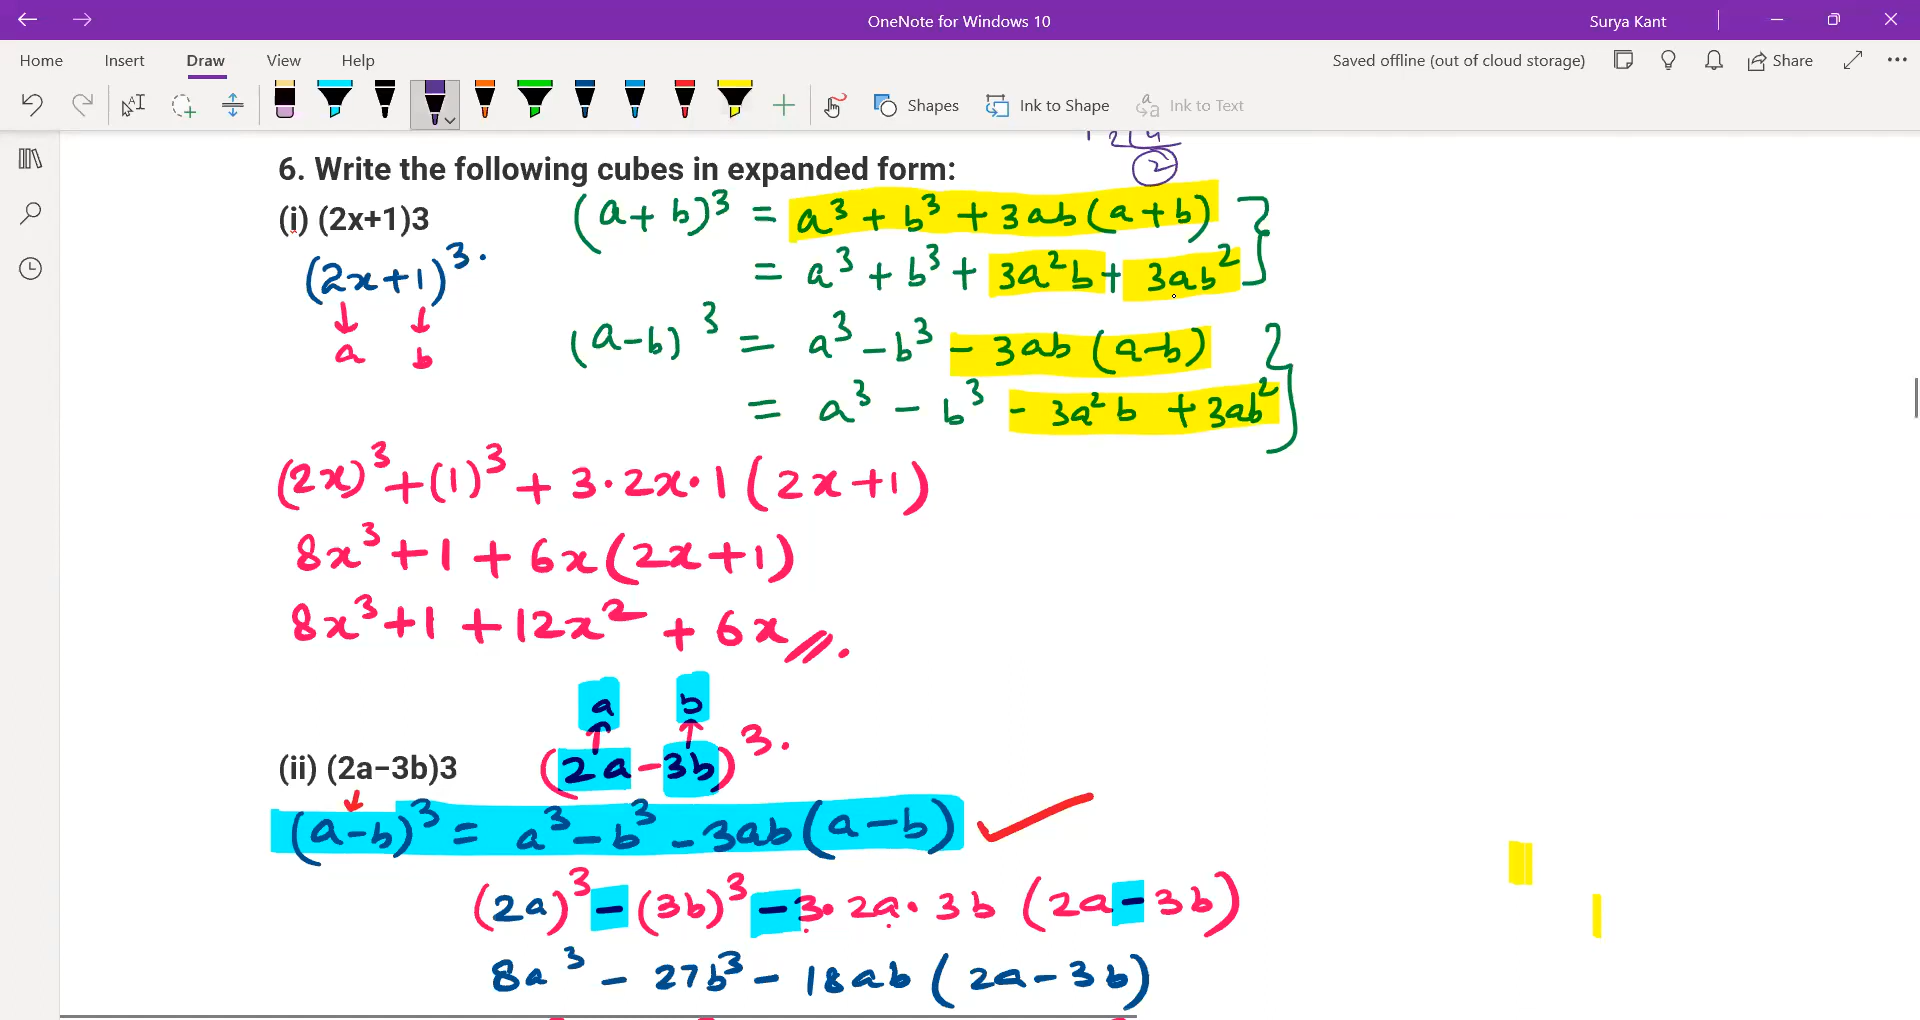 OneNote for Windows 10
Surya Kant
Home Insert Draw View Help
Saved offline (out of cloud storage)
Share
Shapes Ink to Shape Ink to Text
2
6. Write the following cubes in expanded form:
(i) (2x+1)3
(a+b)³ = a³ + b³ + 3ab(a+b)
= a³ + b³ + 3a²b + 3ab²
(2x+1)³.
a b
(a-b)³ = a³ - b³ - 3ab (a-b)
= a³ - b³ - 3a²b + 3ab²
(2x)³ + (1)³ + 3·2x·1 (2x+1)
8x³ + 1 + 6x(2x+1)
8x³ + 1 + 12x² + 6x //.
a b
(ii) (2a−3b)3
(2a-3b)³.
(a-b)³ = a³ - b³ - 3ab(a-b)
(2a)³ - (3b)³ - 3·2a·3b (2a-3b)
8a³ - 27b³ - 18ab (2a-3b)